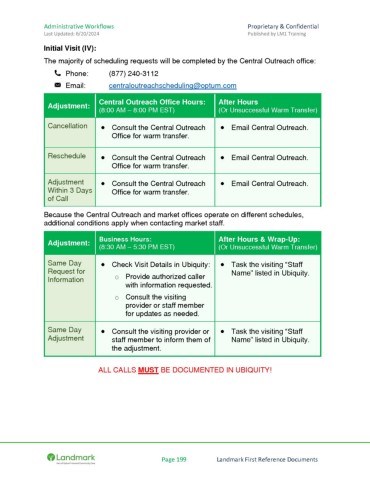 Administrative Workflows Proprietary & Confidential
Last Updated: 6/20/2024 Published by LM1 Training
Initial Visit (IV):
The majority of scheduling requests will be completed by the Central Outreach office:
Phone: (877) 240-3112
Email: centraloutreachscheduling@optum.com
Adjustment: Central Outreach Office Hours: (8:00 AM – 8:00 PM EST) After Hours (Or Unsuccessful Warm Transfer)
Cancellation • Consult the Central Outreach • Email Central Outreach.
Office for warm transfer.
Reschedule • Consult the Central Outreach • Email Central Outreach.
Office for warm transfer.
Adjustment • Consult the Central Outreach • Email Central Outreach.
Within 3 Days Office for warm transfer.
of Call
Because the Central Outreach and market offices operate on different schedules,
additional conditions apply when contacting market staff.
Adjustment: Business Hours: (8:30 AM – 5:30 PM EST) After Hours & Wrap-Up: (Or Unsuccessful Warm Transfer)
Same Day • Check Visit Details in Ubiquity: • Task the visiting "Staff
Request for Name" listed in Ubiquity.
Information
o Provide authorized caller
with information requested.
o Consult the visiting
provider or staff member
for updates as needed.
Same Day • Consult the visiting provider or • Task the visiting "Staff
Adjustment staff member to inform them of Name" listed in Ubiquity.
the adjustment.
ALL CALLS MUST BE DOCUMENTED IN UBIQUITY!
Landmark
Page 199 Landmark First Reference Documents